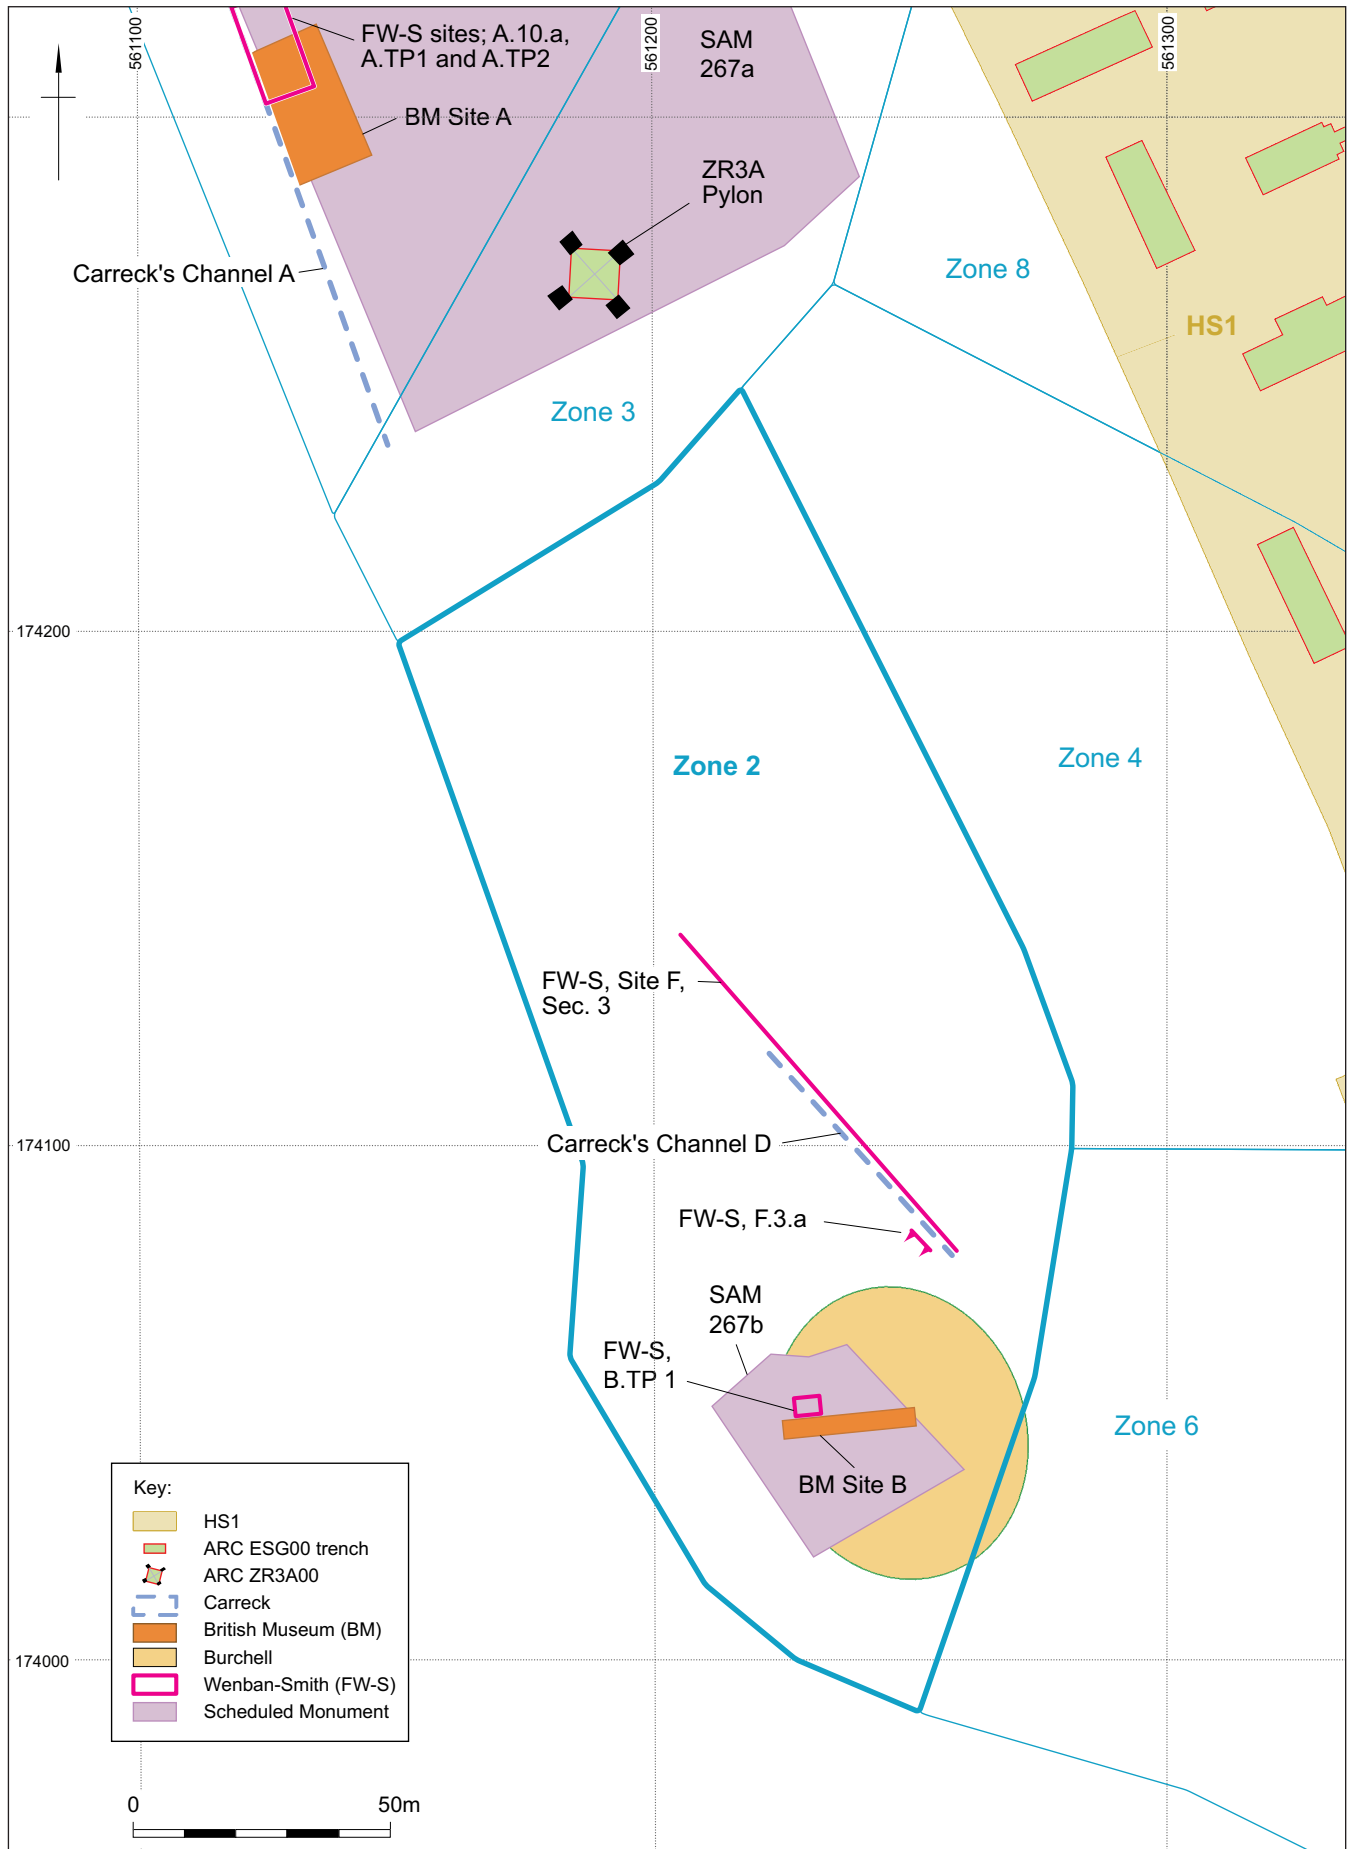 561100
561200
561300
FW-S sites; A.10.a,
A.TP1 and A.TP2
SAM
267a
BM Site A
ZR3A
Pylon
Carreck's Channel A
Zone 8
HS1
Zone 3
174200
Zone 2
Zone 4
FW-S, Site F,
Sec. 3
174100
Carreck's Channel D
FW-S, F.3.a
SAM
267b
FW-S,
B.TP 1
Zone 6
BM Site B
Key:
HS1
ARC ESG00 trench
ARC ZR3A00
Carreck
British Museum (BM)
Burchell
Wenban-Smith (FW-S)
Scheduled Monument
174000
0
50m